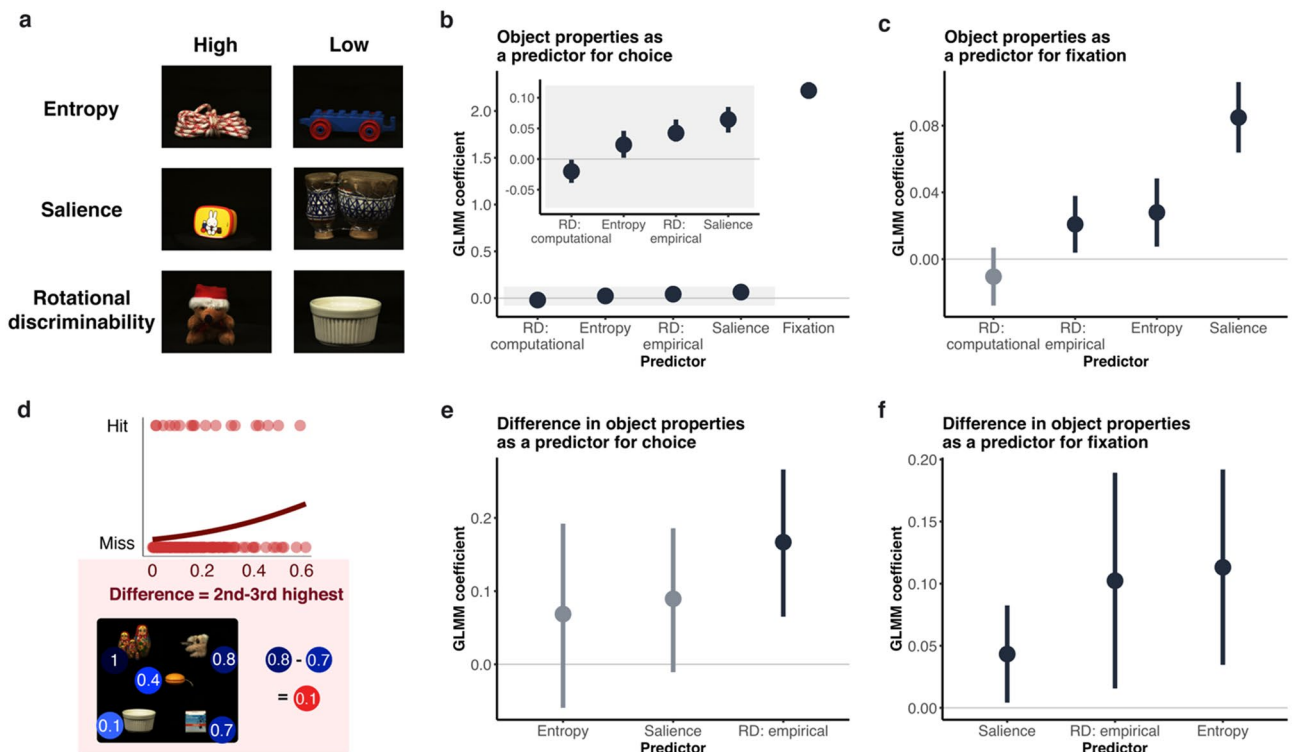 a
High Low
Entropy
Salience
Rotational
discriminability
b
Object properties as
a predictor for choice
GLMM coefficient
2.0
1.5
1.0
0.5
0.0
0.10
0.05
0.00
-0.05
RD: Entropy RD: Salience
computational empirical
RD: Entropy RD: Salience Fixation
computational empirical
Predictor
c
Object properties as
a predictor for fixation
GLMM coefficient
0.08
0.04
0.00
RD: RD: Entropy Salience
computational empirical
Predictor
d
Hit
Miss
0 0.2 0.4 0.6
Difference = 2nd-3rd highest
1 0.8
0.4
0.1 0.7
0.8 - 0.7
= 0.1
e
Difference in object properties
as a predictor for choice
GLMM coefficient
0.2
0.1
0.0
Entropy Salience RD: empirical
Predictor
f
Difference in object properties
as a predictor for fixation
GLMM coefficient
0.20
0.15
0.10
0.05
0.00
Salience RD: empirical Entropy
Predictor